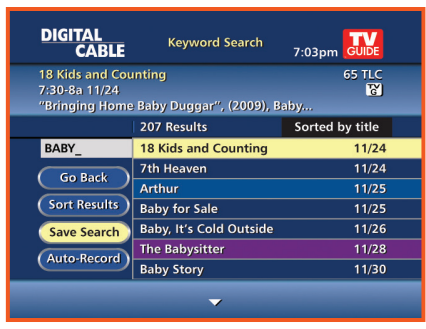 DIGITAL
CABLE
Keyword Search
7:03pm
TV
GUIDE
18 Kids and Counting
65 TLC
7:30-8a 11/24
TV
G
"Bringing Home Baby Duggar", (2009), Baby...
207 Results
Sorted by title
BABY_
18 Kids and Counting 11/24
7th Heaven 11/24
Go Back
Arthur 11/25
Sort Results
Baby for Sale 11/25
Save Search
Baby, It's Cold Outside 11/26
The Babysitter 11/28
Auto-Record
Baby Story 11/30